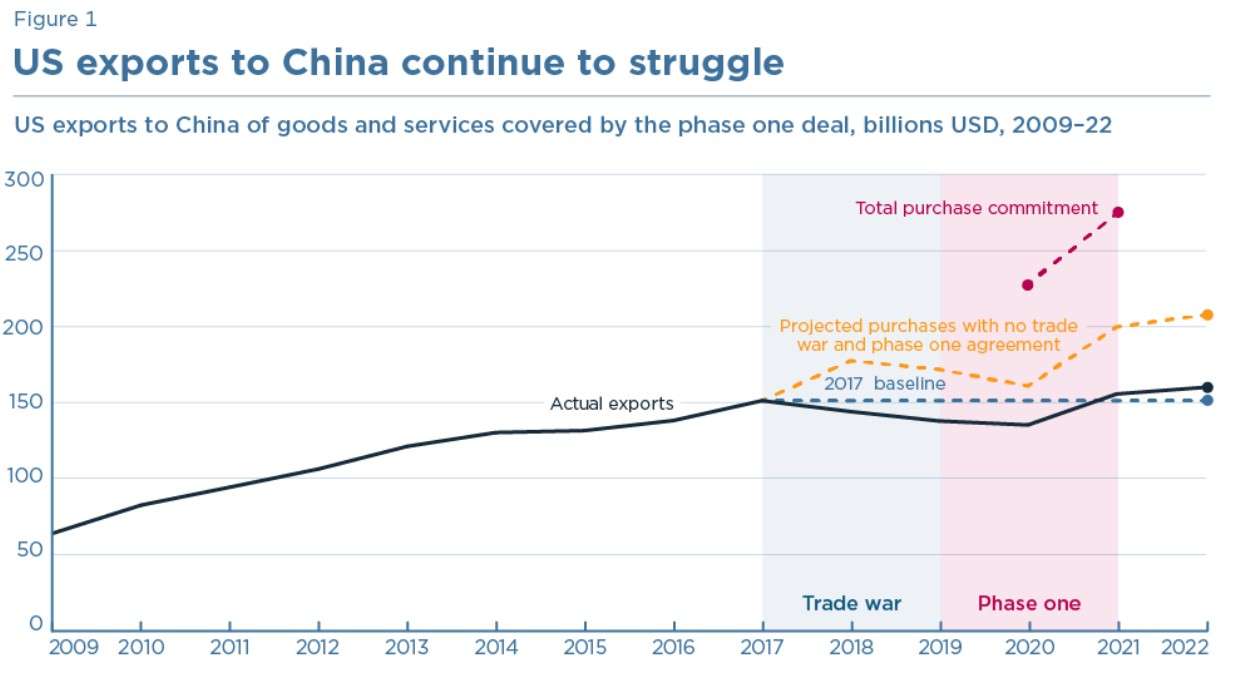 Figure 1
US exports to China continue to struggle
US exports to China of goods and services covered by the phase one deal, billions USD, 2009–22
300
250
200
150
100
50
0
Total purchase commitment
Projected purchases with no trade
war and phase one agreement
2017 baseline
Actual exports
Trade war
Phase one
2009 2010 2011 2012 2013 2014 2015 2016 2017 2018 2019 2020 2021 2022